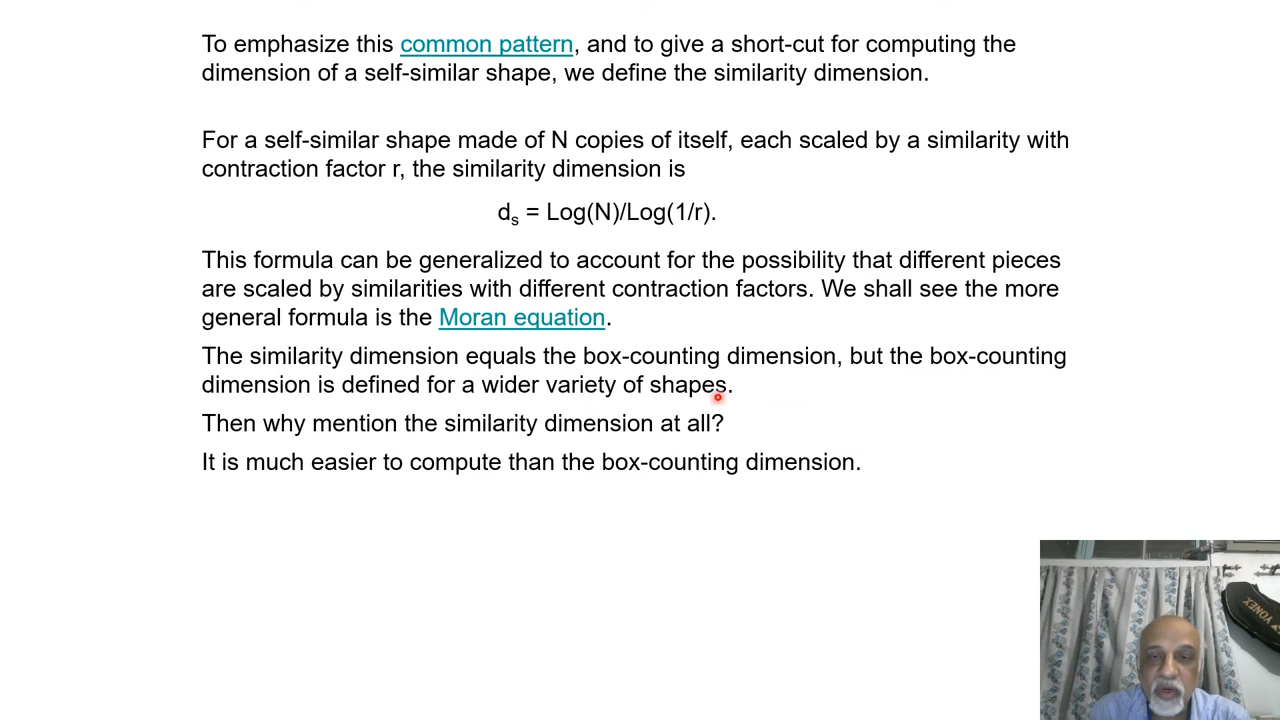 To emphasize this common pattern, and to give a short-cut for computing the
dimension of a self-similar shape, we define the similarity dimension.
For a self-similar shape made of N copies of itself, each scaled by a similarity with
contraction factor r, the similarity dimension is
ds = Log(N)/Log(1/r).
This formula can be generalized to account for the possibility that different pieces
are scaled by similarities with different contraction factors. We shall see the more
general formula is the Moran equation.
The similarity dimension equals the box-counting dimension, but the box-counting
dimension is defined for a wider variety of shapes.
Then why mention the similarity dimension at all?
It is much easier to compute than the box-counting dimension.
YONEX